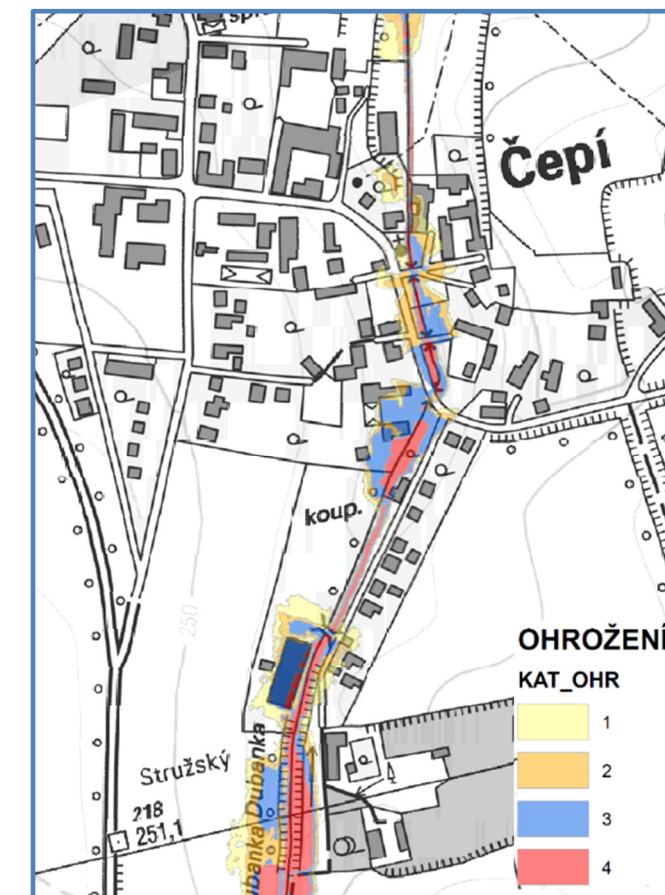 Čepí
koup.
250
OHROŽENÍ
KAT_OHR
1
2
3
4
Stružský
Dubanka
218
251,1